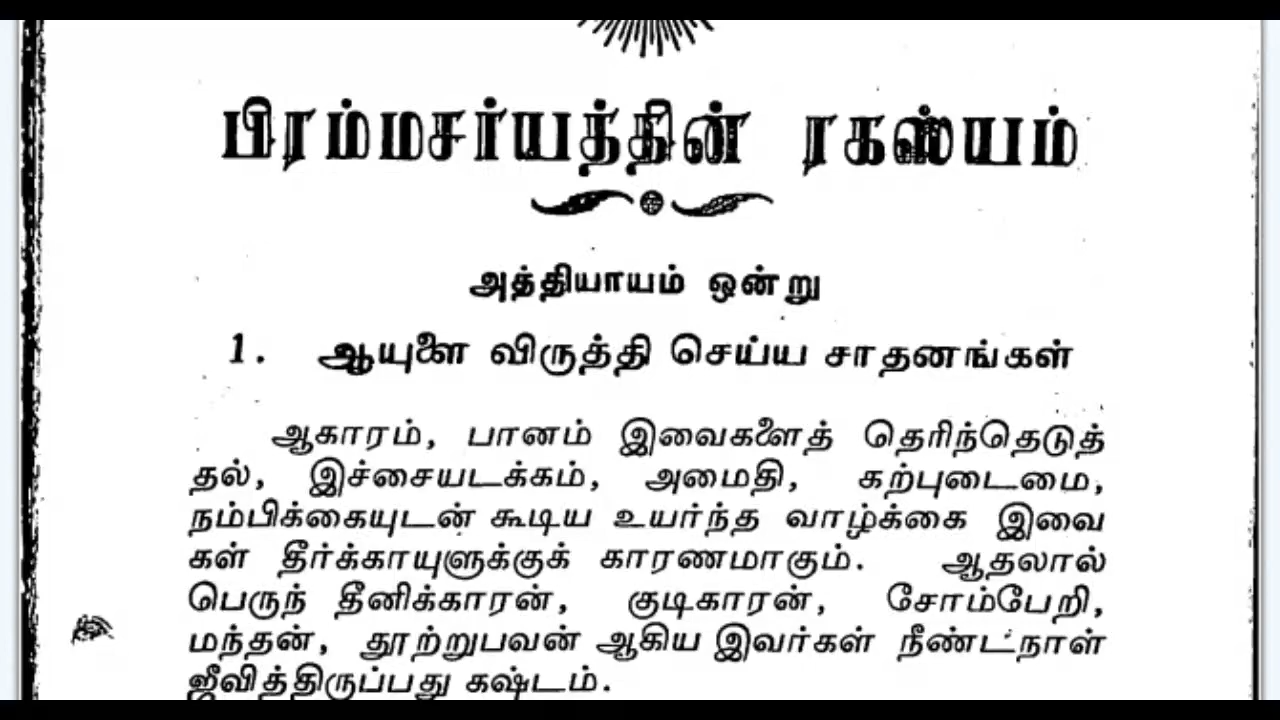 பிரம்மசர்யத்தின் ரகஸ்யம்
அத்தியாயம் ஒன்று
1. ஆயுளை விருத்தி செய்ய சாதனங்கள்
ஆகாரம், பானம் இவைகளைத் தெரிந்தெடுத்
தல், இச்சையடக்கம், அமைதி, கற்புடைமை,
நம்பிக்கையுடன் கூடிய உயர்ந்த வாழ்க்கை இவை
கள் தீர்க்காயுளுக்குக் காரணமாகும். ஆதலால்
பெருந் தீனிக்காரன், குடிகாரன், சோம்பேறி,
மந்தன், தூற்றுபவன் ஆகிய இவர்கள் நீண்டநாள்
ஜீவித்திருப்பது கஷ்டம்.